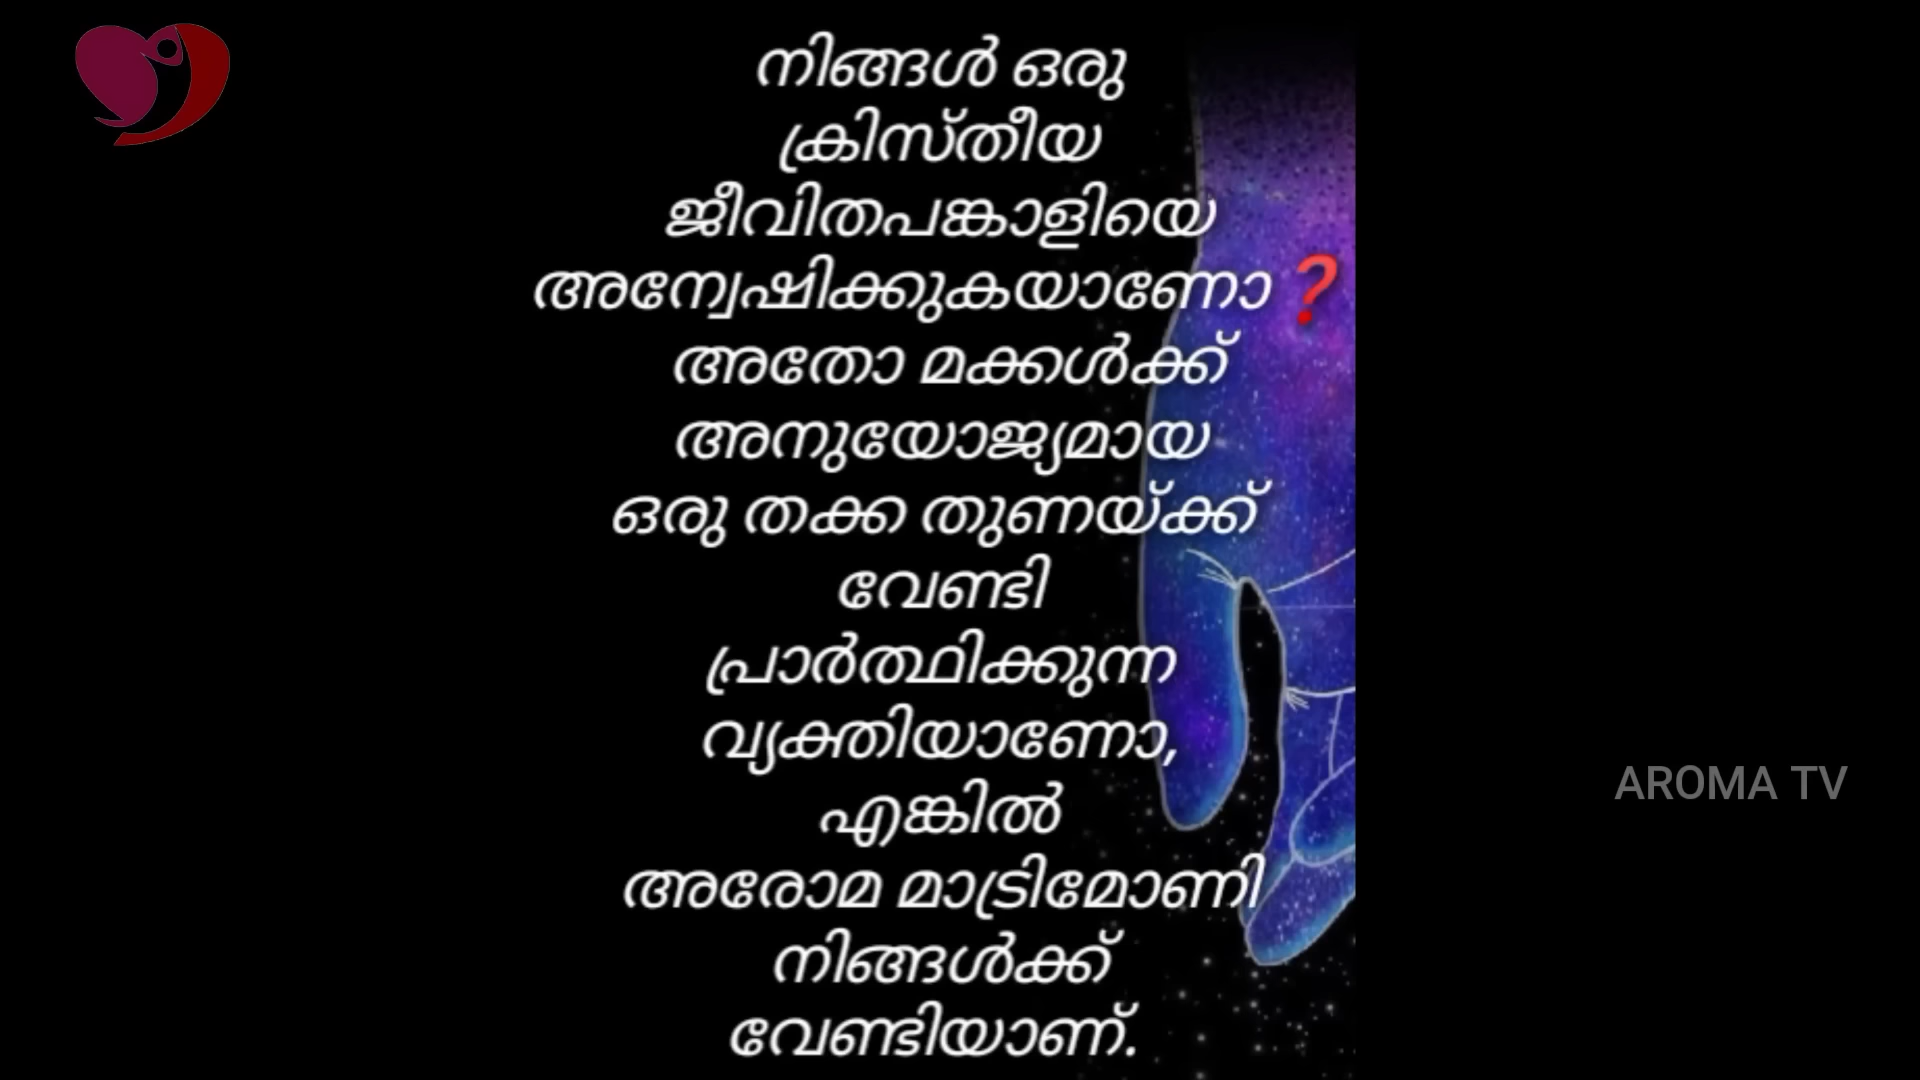 നിങ്ങൾ ഒരു
ക്രിസ്തീയ
ജീവിതപങ്കാളിയെ
അന്വേഷിക്കുകയാണോ❓
അതോ മക്കൾക്ക്
അനുയോജ്യമായ
ഒരു തക്ക തുണയ്ക്ക്
വേണ്ടി
പ്രാർത്ഥിക്കുന്ന
വ്യക്തിയാണോ,
എങ്കിൽ
അരോമ മാട്രിമോണി
നിങ്ങൾക്ക്
വേണ്ടിയാണ്.
AROMA TV